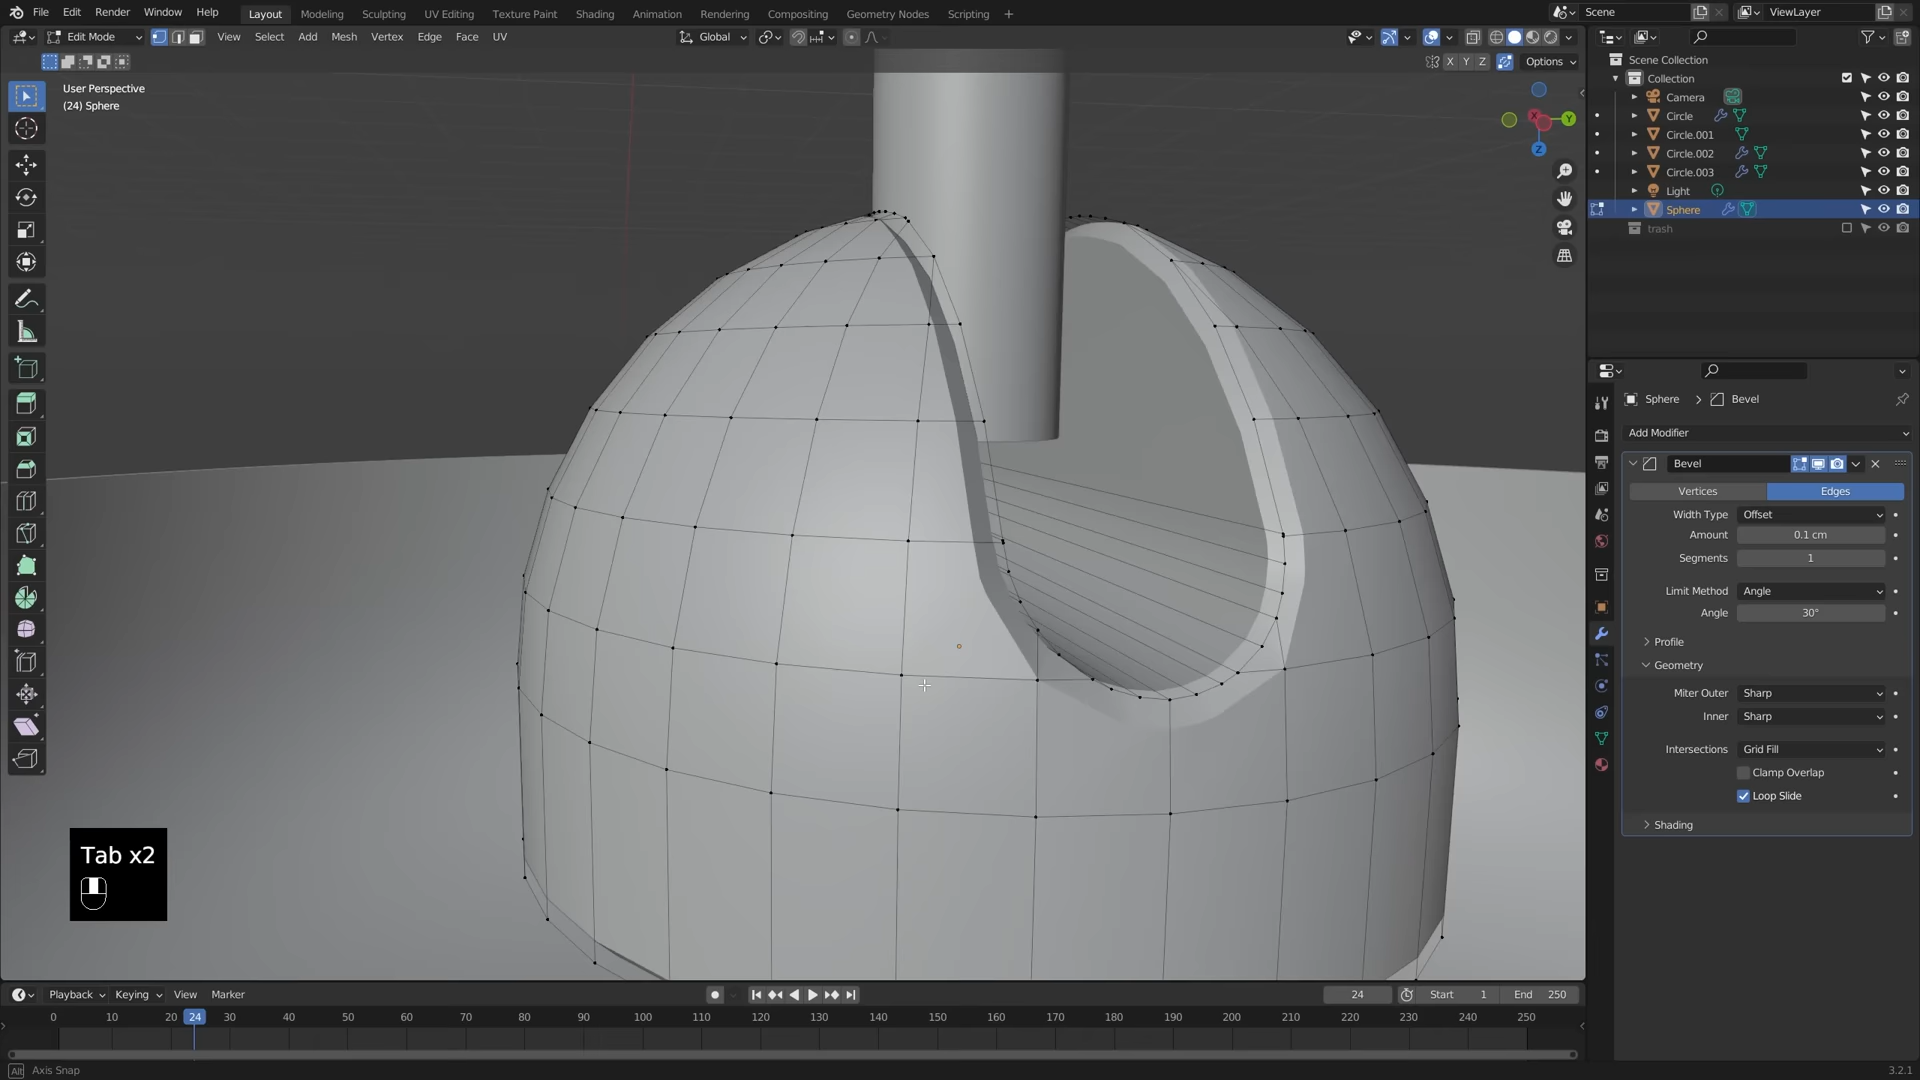 File Edit Render Window Help Layout Modeling Sculpting UV Editing Texture Paint Shading Animation Rendering Compositing Geometry Nodes Scripting + Scene ViewLayer
Edit Mode View Select Add Mesh Vertex Edge Face UV Global
X Y Z Options
User Perspective
(24) Sphere
X Y Z
Tab x2
Scene Collection
Collection
Camera
Circle
Circle.001
Circle.002
Circle.003
Light
Sphere
trash
Sphere > Bevel
Add Modifier
Bevel
Vertices Edges
Width Type Offset
Amount 0.1 cm
Segments 1
Limit Method Angle
Angle 30°
Profile
Geometry
Miter Outer Sharp
Inner Sharp
Intersections Grid Fill
Clamp Overlap
Loop Slide
Shading
Playback Keying View Marker 24 Start 1 End 250
0 10 20 24 30 40 50 60 70 80 90 100 110 120 130 140 150 160 170 180 190 200 210 220 230 240 250
Alt Axis Snap 3.2.1